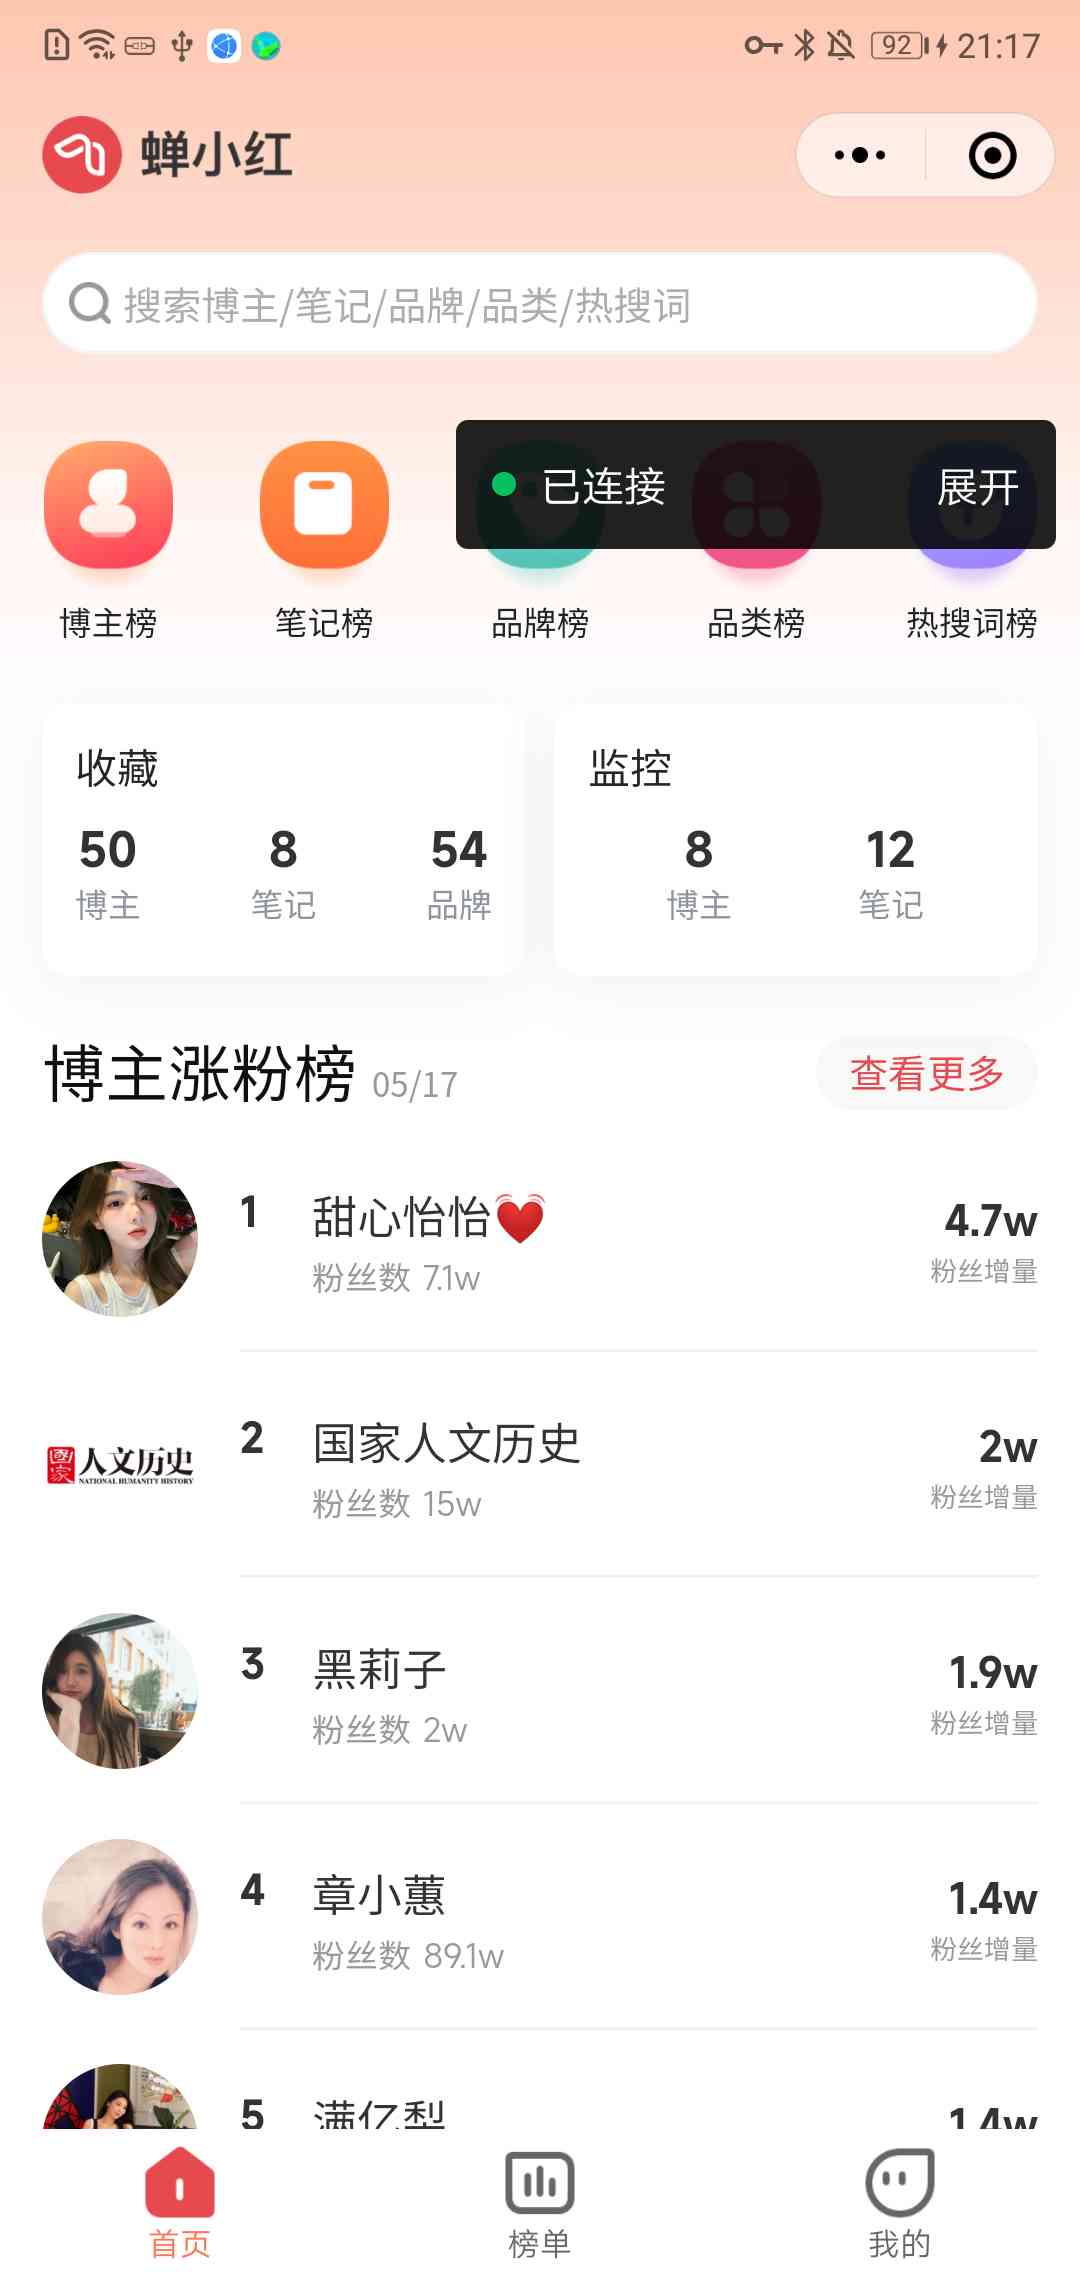 92 21:17
蝉小红
搜索博主/笔记/品牌/品类/热搜词
已连接 展开
博主榜 笔记榜 品牌榜 品类榜 热搜词榜
收藏 监控
50 8 54 8 12
博主 笔记 品牌 博主 笔记
博主涨粉榜 05/17 查看更多
1 甜心怡怡💓 4.7w
粉丝数 7.1w 粉丝增量
國家 人文历史
NATIONAL HUMANITY HISTORY
2 国家人文历史 2w
粉丝数 15w 粉丝增量
3 黑莉子 1.9w
粉丝数 2w 粉丝增量
4 章小蕙 1.4w
粉丝数 89.1w 粉丝增量
5 满亿梨 1.4w
首页 榜单 我的